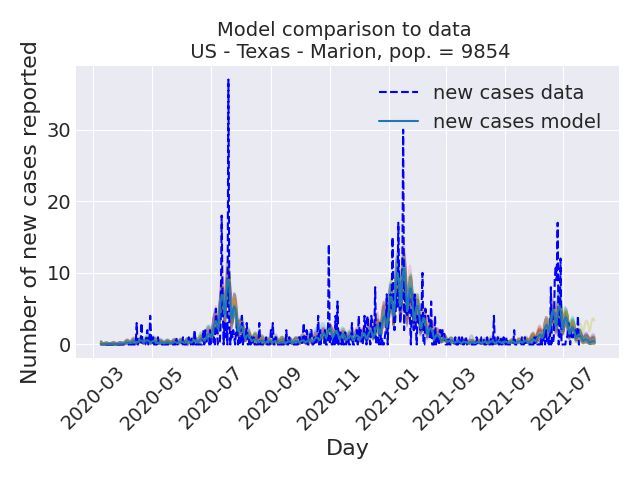 Model comparison to data
US - Texas - Marion, pop. = 9854
Number of new cases reported
new cases data
new cases model
30
20
10
0
2020-03
2020-05
2020-07
2020-09
2020-11
2021-01
2021-03
2021-05
2021-07
Day